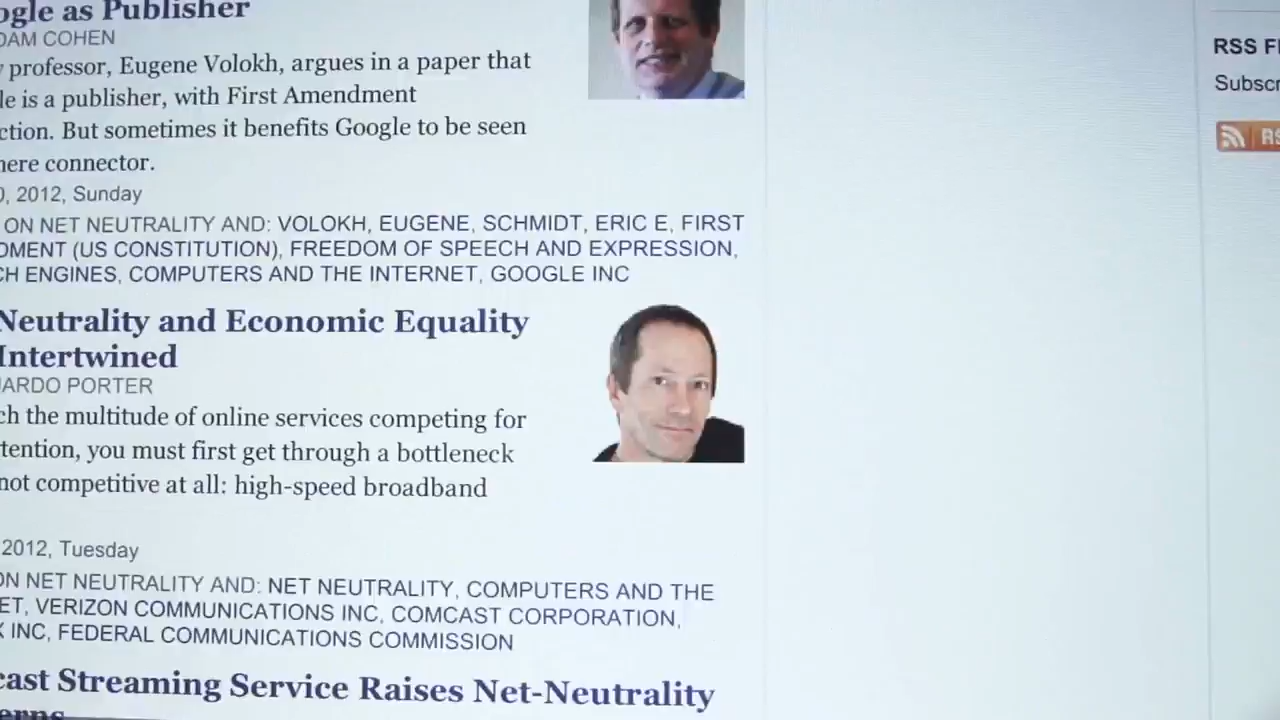 ogle as Publisher
DAM COHEN
professor, Eugene Volokh, argues in a paper that
le is a publisher, with First Amendment
ction. But sometimes it benefits Google to be seen
mere connector.
0, 2012, Sunday
ON NET NEUTRALITY AND: VOLOKH, EUGENE, SCHMIDT, ERIC E, FIRST
DMENT (US CONSTITUTION), FREEDOM OF SPEECH AND EXPRESSION,
CH ENGINES, COMPUTERS AND THE INTERNET, GOOGLE INC
Neutrality and Economic Equality
Intertwined
UARDO PORTER
ch the multitude of online services competing for
tention, you must first get through a bottleneck
not competitive at all: high-speed broadband
2012, Tuesday
ON NET NEUTRALITY AND: NET NEUTRALITY, COMPUTERS AND THE
ET, VERIZON COMMUNICATIONS INC, COMCAST CORPORATION,
X INC, FEDERAL COMMUNICATIONS COMMISSION
cast Streaming Service Raises Net-Neutrality
erns
RSS F
Subscr
RS